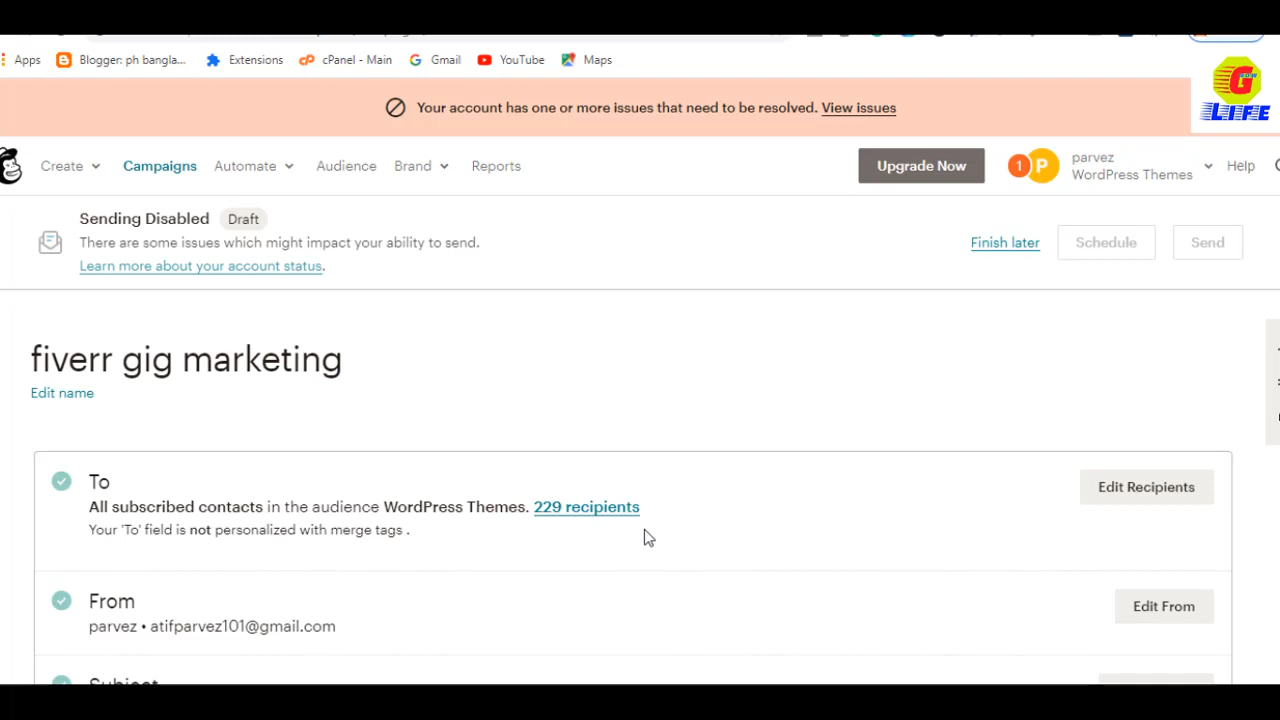 Apps
Blogger: ph bangla...
Extensions
cPanel - Main
Gmail
YouTube
Maps
G
LIFE
Your account has one or more issues that need to be resolved. View issues
Create
Campaigns
Automate
Audience
Brand
Reports
Upgrade Now
1
P
parvez
WordPress Themes
Help
Sending Disabled
Draft
There are some issues which might impact your ability to send.
Learn more about your account status.
Finish later
Schedule
Send
fiverr gig marketing
Edit name
To
All subscribed contacts in the audience WordPress Themes. 229 recipients
Your 'To' field is not personalized with merge tags .
Edit Recipients
From
parvez • atifparvez101@gmail.com
Edit From
Subject